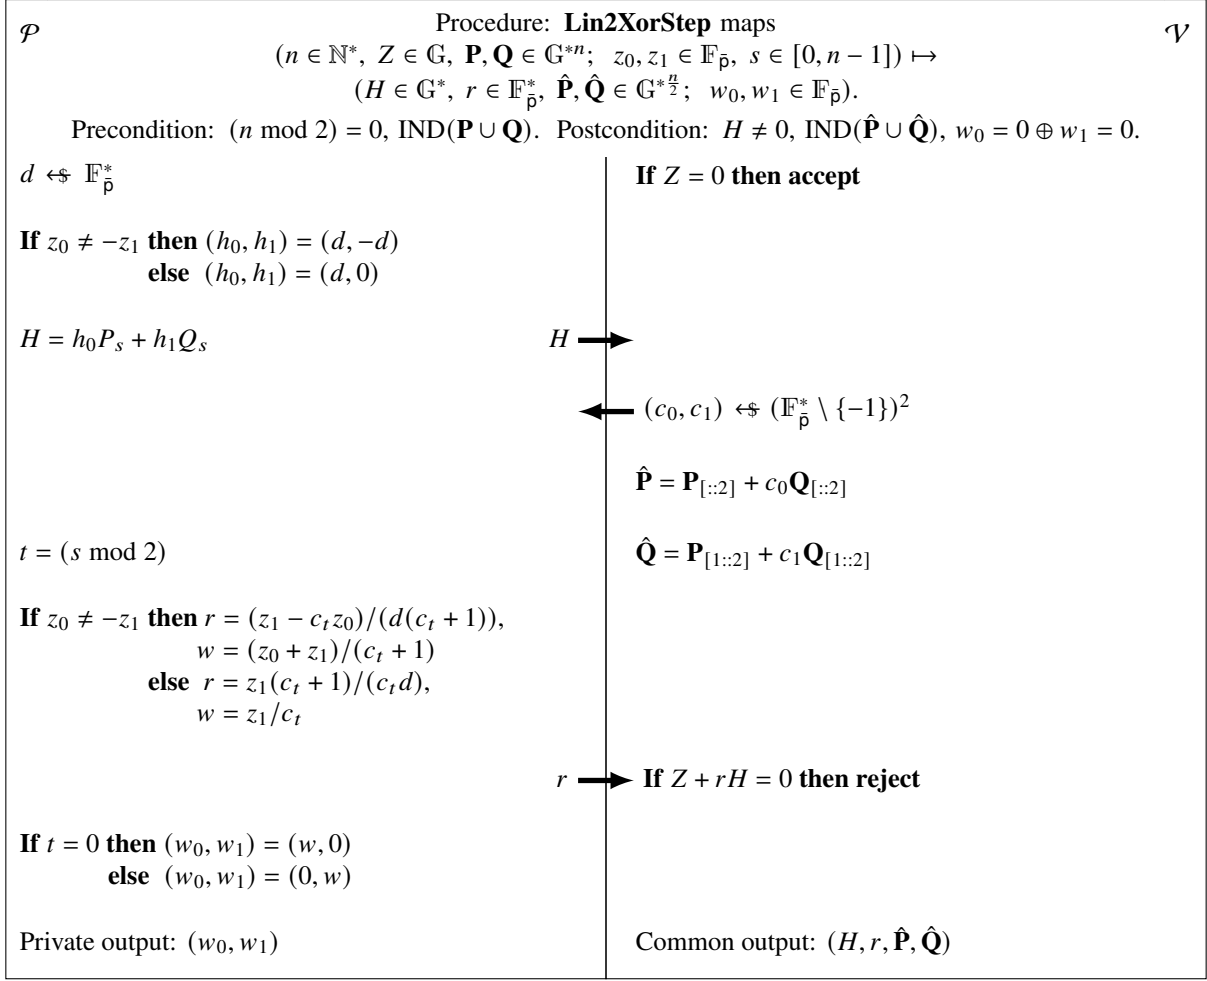 𝒫 Procedure: Lin2XorStep maps 𝒱
(n ∈ ℕ*, Z ∈ 𝔾, P, Q ∈ 𝔾*ⁿ; z₀, z₁ ∈ 𝔽_p̄, s ∈ [0, n − 1]) ↦
(H ∈ 𝔾*, r ∈ 𝔽*_p̄, P̂, Q̂ ∈ 𝔾*^{n/2}; w₀, w₁ ∈ 𝔽_p̄).
Precondition: (n mod 2) = 0, IND(P ∪ Q). Postcondition: H ≠ 0, IND(P̂ ∪ Q̂), w₀ = 0 ⊕ w₁ = 0.
d ↞$ 𝔽*_p̄
If Z = 0 then accept
If z₀ ≠ −z₁ then (h₀, h₁) = (d, −d)
else (h₀, h₁) = (d, 0)
H = h₀P_s + h₁Q_s
H
(c₀, c₁) ↞$ (𝔽*_p̄ \ {−1})²
P̂ = P_[::2] + c₀Q_[::2]
t = (s mod 2)
Q̂ = P_[1::2] + c₁Q_[1::2]
If z₀ ≠ −z₁ then r = (z₁ − c_t z₀)/(d(c_t + 1)),
w = (z₀ + z₁)/(c_t + 1)
else r = z₁(c_t + 1)/(c_t d),
w = z₁/c_t
r
If Z + rH = 0 then reject
If t = 0 then (w₀, w₁) = (w, 0)
else (w₀, w₁) = (0, w)
Private output: (w₀, w₁)
Common output: (H, r, P̂, Q̂)